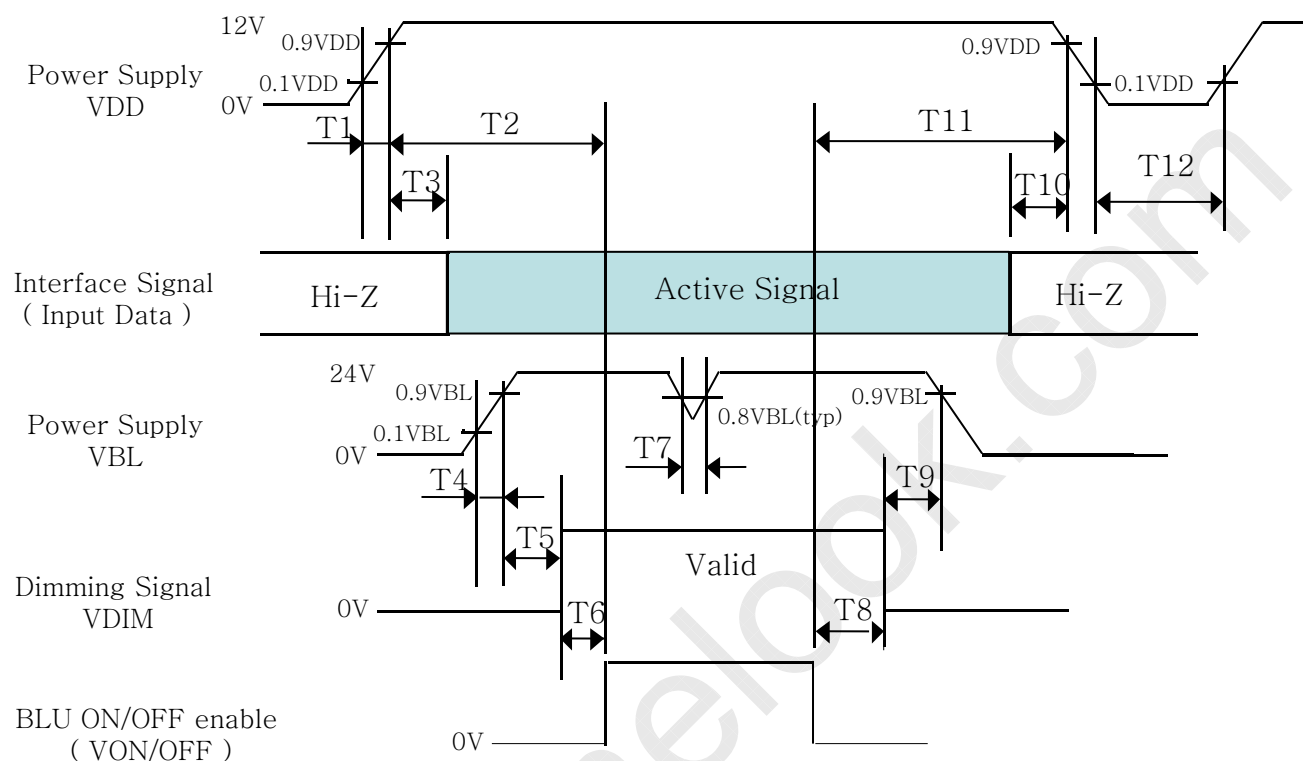 12V
0.9VDD
0.9VDD
Power Supply
VDD
0.1VDD
0.1VDD
0V
T1
T2
T11
T3
T10
T12
Interface Signal
( Input Data )
Hi-Z
Active Signal
Hi-Z
24V
0.9VBL
0.9VBL
0.8VBL(typ)
Power Supply
VBL
0.1VBL
0V
T7
T4
T9
T5
Valid
Dimming Signal
VDIM
0V
T6
T8
BLU ON/OFF enable
( VON/OFF )
0V
elook.com